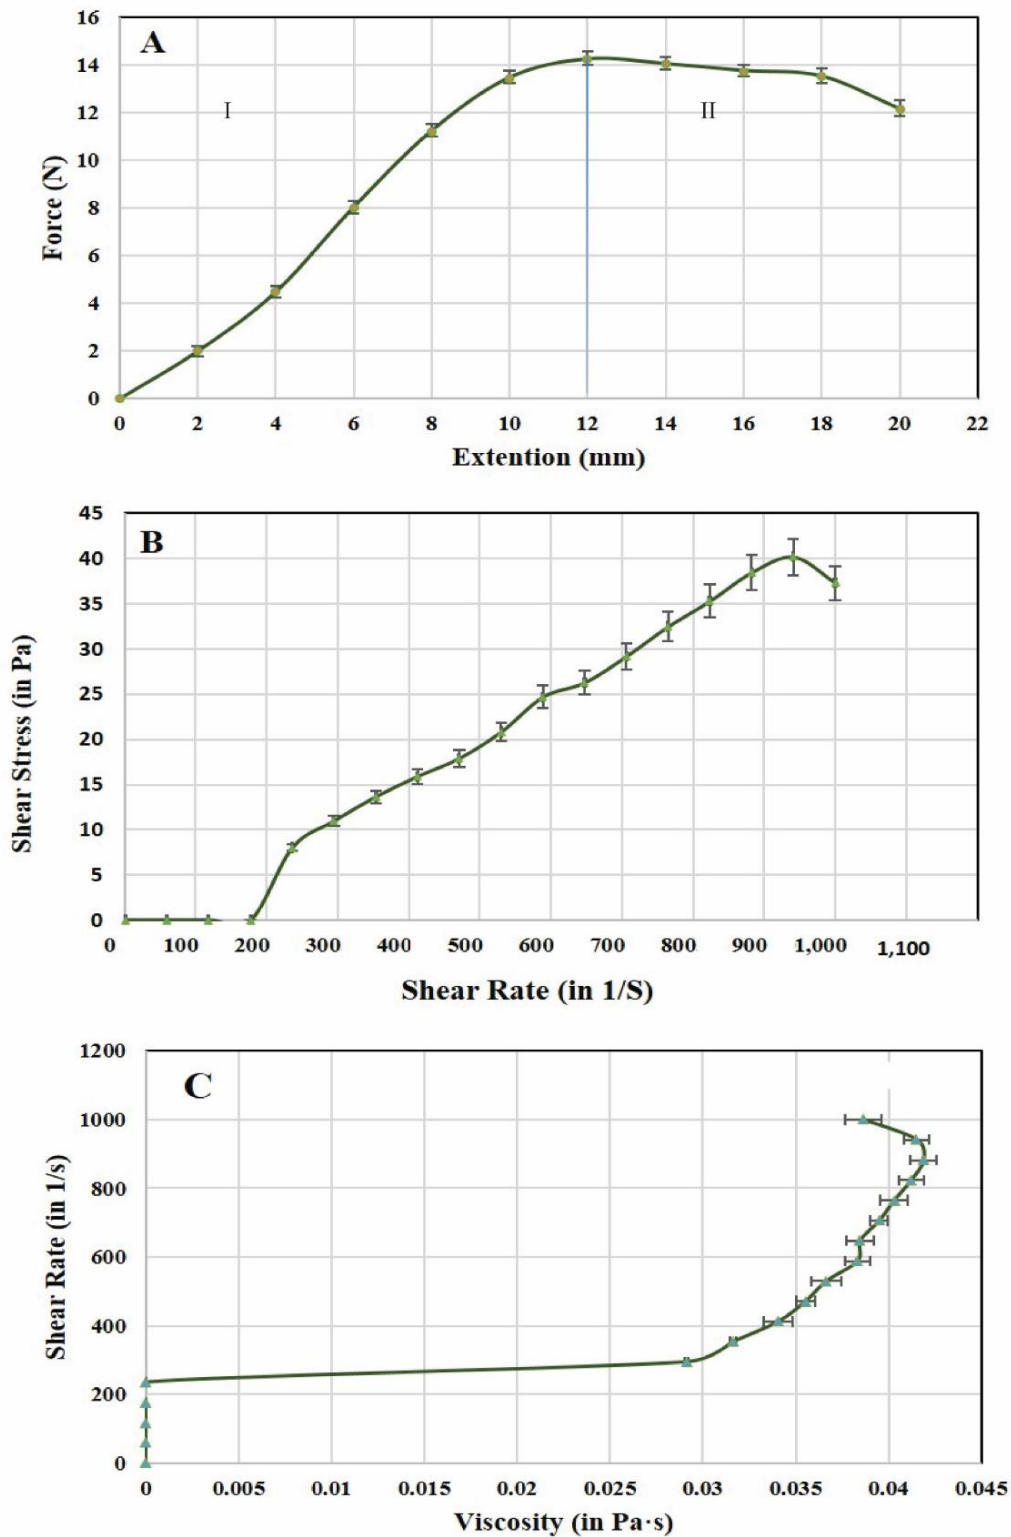 A
16
14
12
10
8
6
4
2
0
I
II
Force (N)
0 2 4 6 8 10 12 14 16 18 20 22
Extention (mm)
B
45
40
35
30
25
20
15
10
5
0
Shear Stress (in Pa)
0 100 200 300 400 500 600 700 800 900 1,000 1,100
Shear Rate (in 1/S)
C
1200
1000
800
600
400
200
0
Shear Rate (in 1/s)
0 0.005 0.01 0.015 0.02 0.025 0.03 0.035 0.04 0.045
Viscosity (in Pa·s)